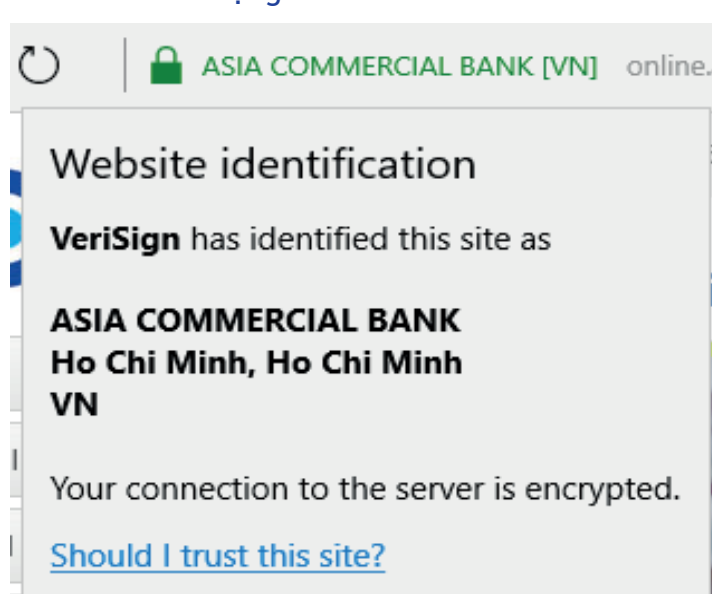 ASIA COMMERCIAL BANK [VN] online.
Website identification
VeriSign has identified this site as
ASIA COMMERCIAL BANK
Ho Chi Minh, Ho Chi Minh
VN
Your connection to the server is encrypted.
Should I trust this site?